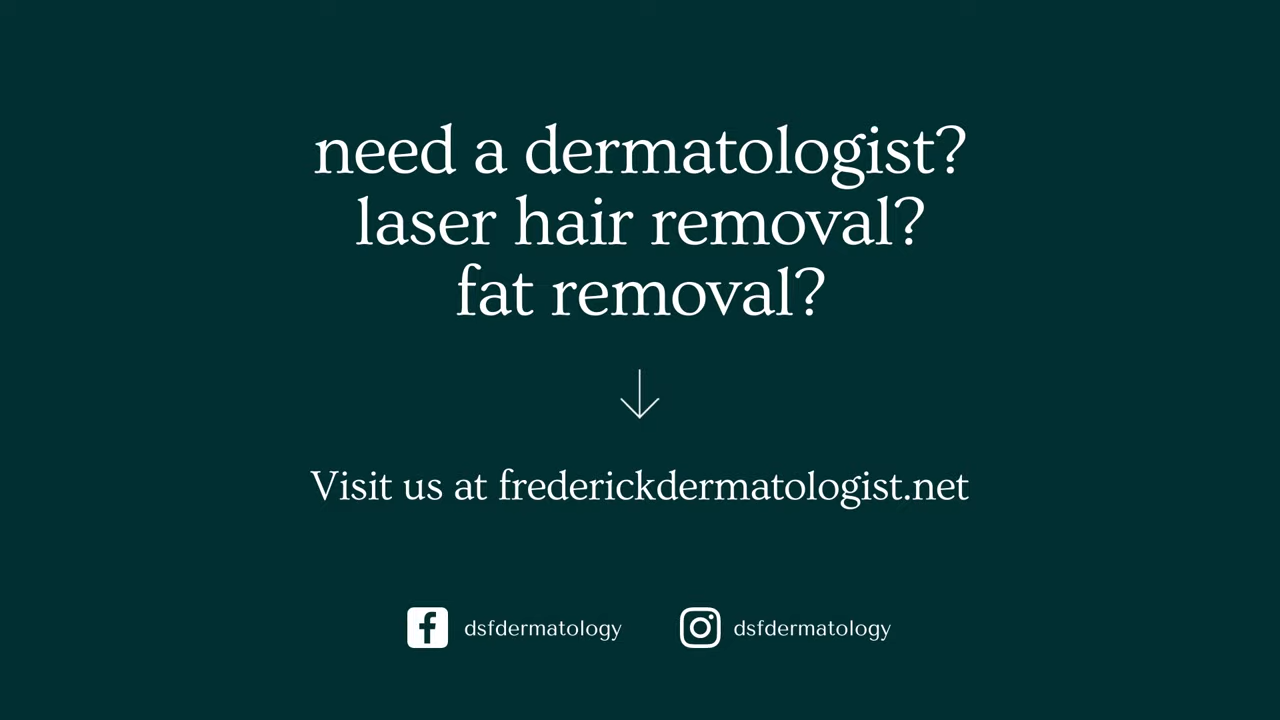 need a dermatologist?
laser hair removal?
fat removal?
Visit us at frederickdermatologist.net
dsfdermatology
dsfdermatology